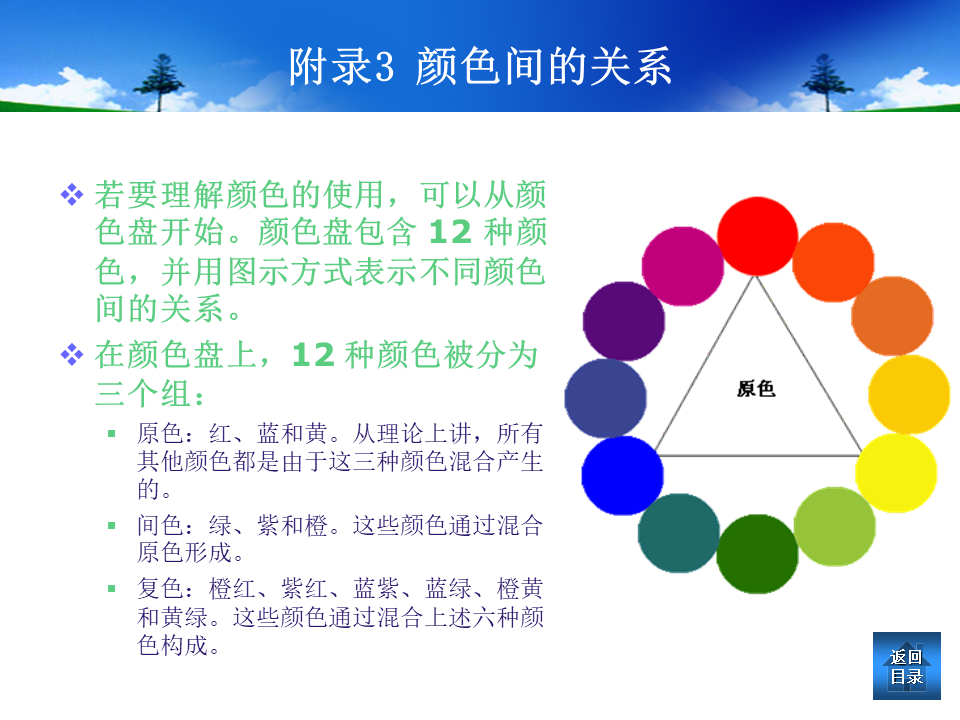 附录3 颜色间的关系
若要理解颜色的使用，可以从颜
色盘开始。颜色盘包含 12 种颜
色，并用图示方式表示不同颜色
间的关系。
在颜色盘上，12 种颜色被分为
三个组：
原色：红、蓝和黄。从理论上讲，所有
其他颜色都是由于这三种颜色混合产生
的。
间色：绿、紫和橙。这些颜色通过混合
原色形成。
复色：橙红、紫红、蓝紫、蓝绿、橙黄
和黄绿。这些颜色通过混合上述六种颜
色构成。
原色
返回
目录